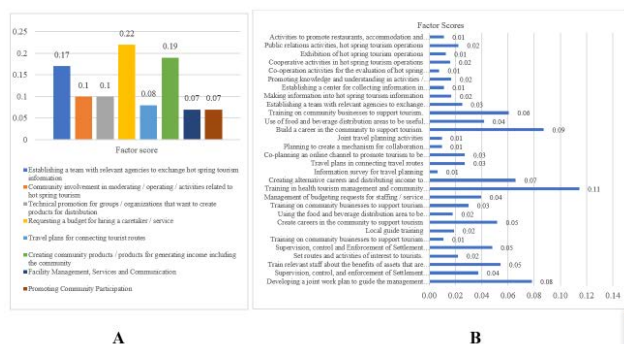 0.25
0.2
0.15
0.1
0.05
0
0.17
0.1
0.1
0.22
0.08
0.19
0.07
0.07
Factor score
Establishing a team with relevant agencies to exchange hot spring tourism
information
Community involvement in moderating / operating / activities related to
hot spring tourism
Technical promotion for groups / organizations that want to create
products for distribution
Requesting a budget for hiring a caretaker / service
Travel plans for connecting tourist routes
Creating community products / products for generating income including
the community
Facility Management, Services and Communication
Promoting Community Participation
A
Factor Scores
Activities to promote restaurants, accommodation and 0.01
Public relations activities, hot spring tourism operations 0.02
Exhibition of hot spring tourism operations 0.01
Cooperative activities in hot spring tourism operations 0.02
Co-operation activities for the evaluation of hot spring 0.01
Promoting knowledge and understanding in activities / 0.02
Establishing a center for collecting information in 0.01
Making information into hot spring tourism information 0.02
Establishing a team with relevant agencies to exchange 0.03
Training on community businesses to support tourism. 0.06
Use of food and beverage distribution areas to be useful. 0.04
Build a career in the community to support tourism. 0.09
Joint travel planning activities 0.01
Planning to create a mechanism for collaboration 0.01
Co-planning an online channel to promote tourism to be 0.03
Travel plans in connecting travel routes 0.03
Information survey for travel planning 0.01
Creating alternative careers and distributing income to 0.07
Training in health tourism management and community 0.11
Management of budgeting requests for staffing / service 0.04
Training on community businesses to support tourism 0.03
Using the food and beverage distribution area to be 0.02
Create careers in the community to support tourism 0.05
Local guide training 0.02
Training on community businesses to support tourism 0.01
Supervision, control and Enforcement of Settlement 0.05
Set routes and activities of interest to tourists. 0.02
Train relevant staff about the benefits of assets that are 0.05
Supervision, control, and enforcement of Settlement 0.04
Developing a joint work plan to guide the management 0.08
0.00 0.02 0.04 0.06 0.08 0.10 0.12 0.14
B